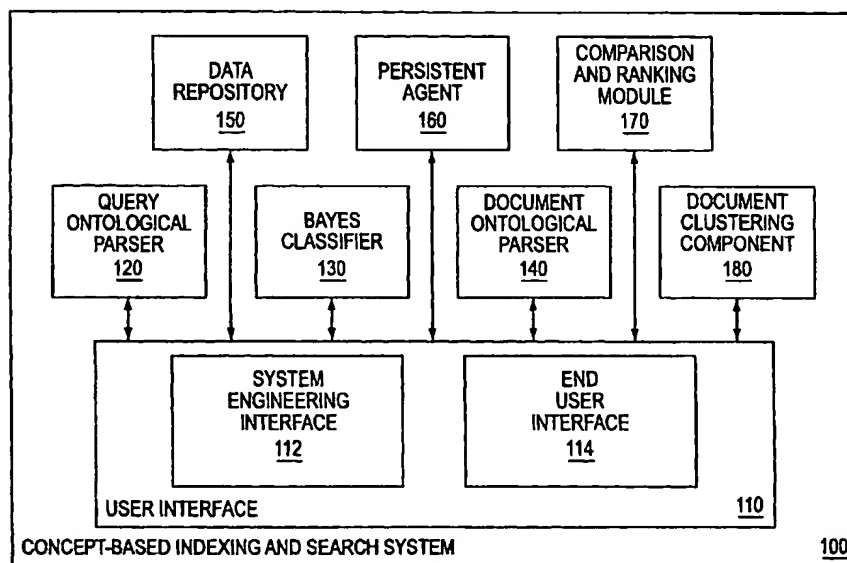 DATA
REPOSITORY
150
PERSISTENT
AGENT
160
COMPARISON
AND RANKING
MODULE
170
QUERY
ONTOLOGICAL
PARSER
120
BAYES
CLASSIFIER
130
DOCUMENT
ONTOLOGICAL
PARSER
140
DOCUMENT
CLUSTERING
COMPONENT
180
SYSTEM
ENGINEERING
INTERFACE
112
END
USER
INTERFACE
114
USER INTERFACE 110
CONCEPT-BASED INDEXING AND SEARCH SYSTEM 100